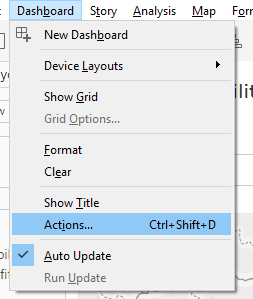 Dashboard Story Analysis Map Fo
New Dashboard
Device Layouts
Show Grid
Grid Options...
Format
Clear
Show Title
Actions... Ctrl+Shift+D
Auto Update
Run Update